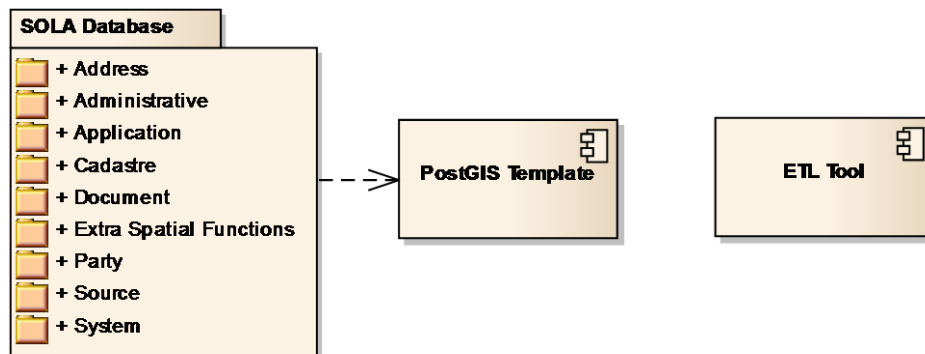 SOLA Database
+ Address
+ Administrative
+ Application
+ Cadastre
+ Document
+ Extra Spatial Functions
+ Party
+ Source
+ System
PostGIS Template
ETL Tool